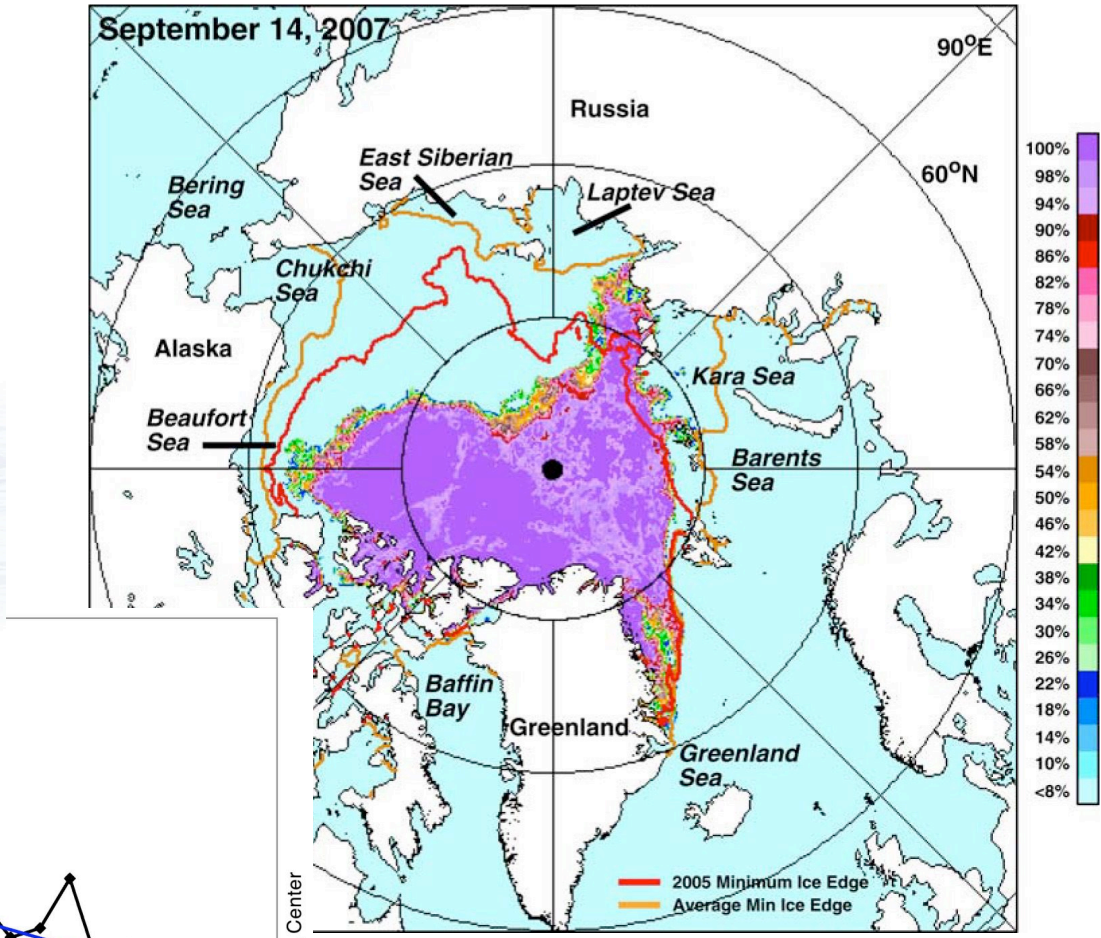 September 14, 2007
90°E
Russia
60°N
East Siberian
Sea
Laptev Sea
Bering
Sea
Chukchi
Sea
Alaska
Kara Sea
Beaufort
Sea
Barents
Sea
Baffin
Bay
Greenland
Greenland
Sea
2005 Minimum Ice Edge
Average Min Ice Edge
100%
98%
94%
90%
86%
82%
78%
74%
70%
66%
62%
58%
54%
50%
46%
42%
38%
34%
30%
26%
22%
18%
14%
10%
<8%
Center